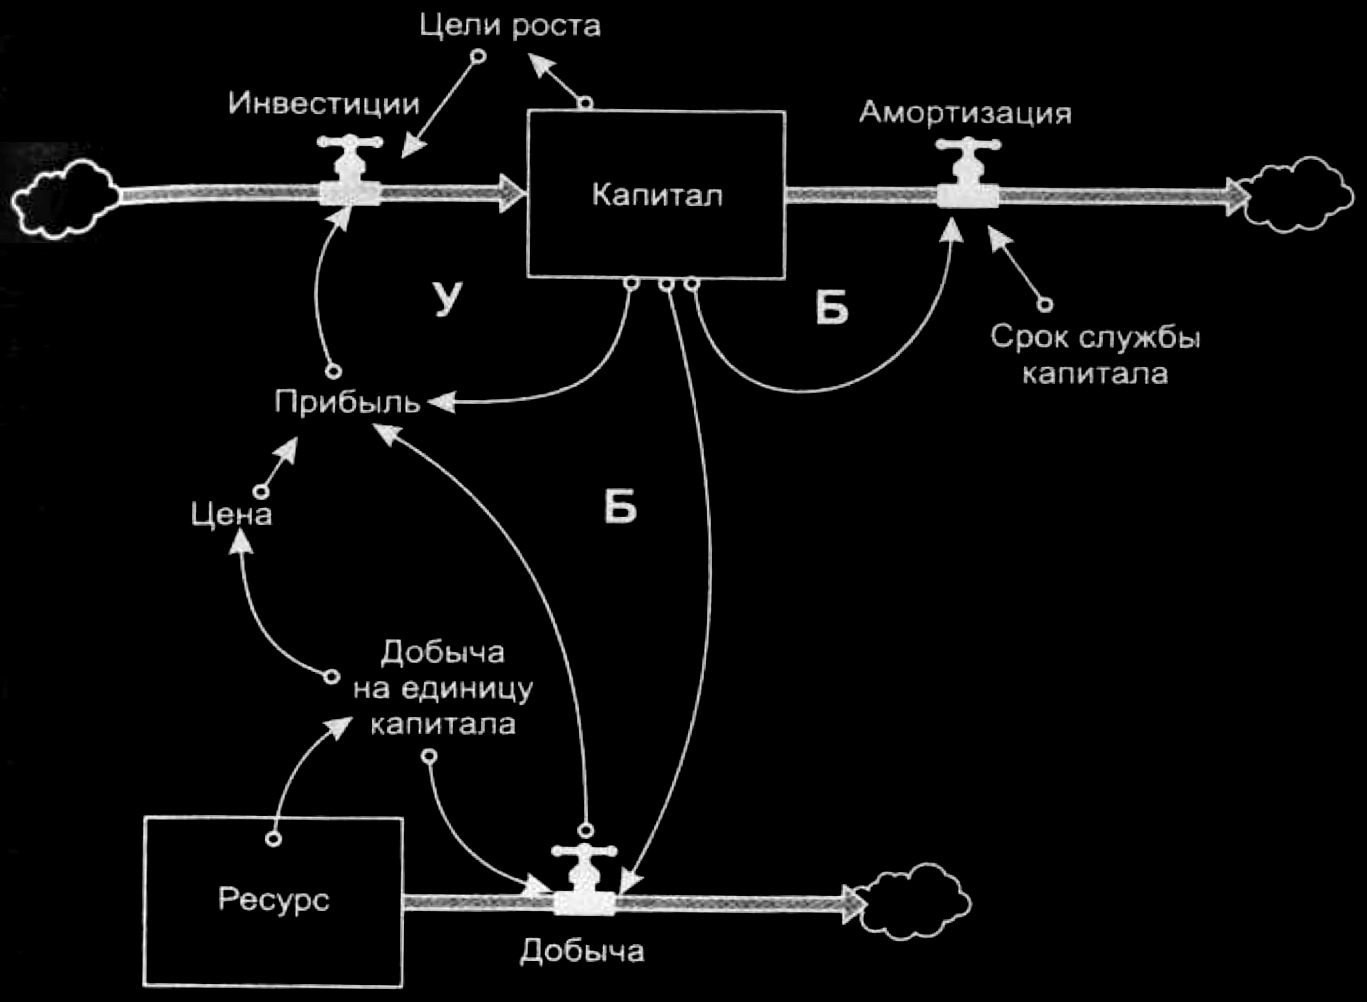 Цели роста
Инвестиции
Амортизация
Капитал
У
Б
Срок службы
капитала
Прибыль
Цена
Б
Добыча
на единицу
капитала
Ресурс
Добыча